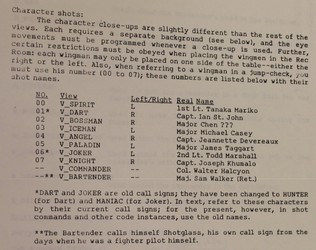 Character shots:
The character close-ups are slightly different than the rest of the
views. Each requires a separate background (see below), and the eye
movements must be programmed whenever a close-up is used. Further,
certain restrictions must be obeyed when placing the wingmen in the Rec
Room: each wingman may only be placed on one side of the table--either the
right or the left. Also, when referring to a wingman in a jump-check, you
must use his number (00 to 07); these numbers are listed below with their
shot names.
NO. View Left/Right Real Name
00 V_SPIRIT L 1st Lt. Tanaka Mariko
01* V_DART R Capt. Ian St. John
02 V_BOSSMAN R Major Chen ???
03 V_ICEMAN L Major Michael Casey
04 V_ANGEL R Capt. Jeannette Devereaux
05 V_PALADIN L Major James Taggart
06* V_JOKER L 2nd Lt. Todd Marshall
07 V_KNIGHT R Capt. Joseph Khumalo
-- V_COMMANDER -- Col. Walter Halcyon
--** V_BARTENDER -- Maj. Sam Walker (Ret.)
*DART and JOKER are old call signs; they have been changed to HUNTER
(for Dart) and MANIAC (for Joker). In text, refer to these characters
by their current call signs; for the present, however, in shot
commands and other code instances, use the old names.
**The Bartender calls himself Shotglass, his own call sign from the
days when he was a fighter pilot himself.